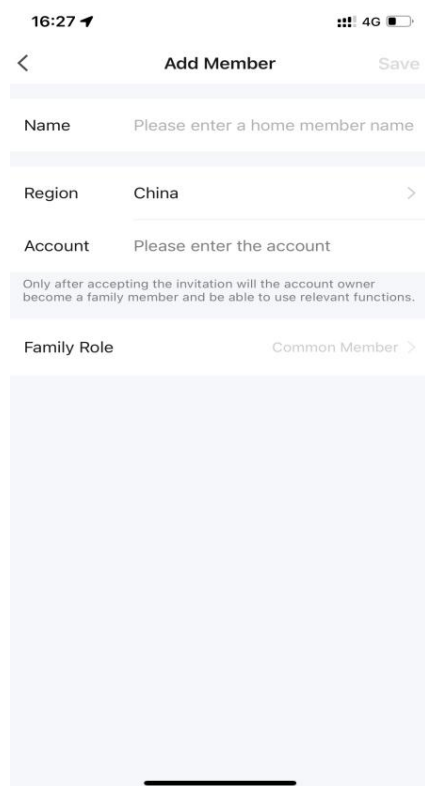 16:27 4G
Add Member Save
Name Please enter a home member name
Region China
Account Please enter the account
Only after accepting the invitation will the account owner
become a family member and be able to use relevant functions.
Family Role Common Member